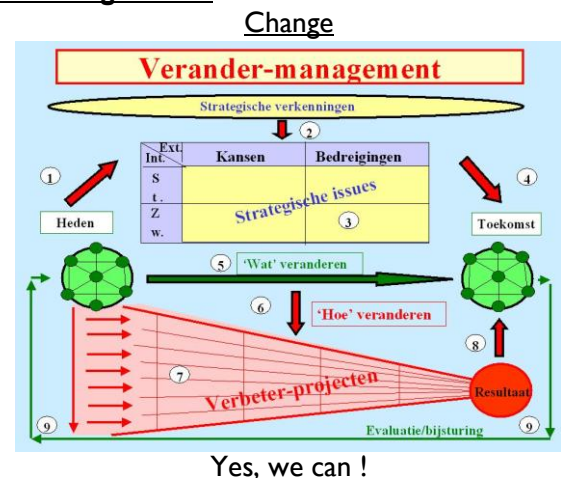 Change
Verander-management
Strategische verkenningen
2
Ext.
Int.
Kansen
Bedreigingen
1
4
S
t.
Z
w.
Strategische issues
3
Heden
Toekomst
5
'Wat' veranderen
6
'Hoe' veranderen
8
7
Verbeter-projecten
Resultaat
9
9
Evaluatie/bijsturing
Yes, we can !